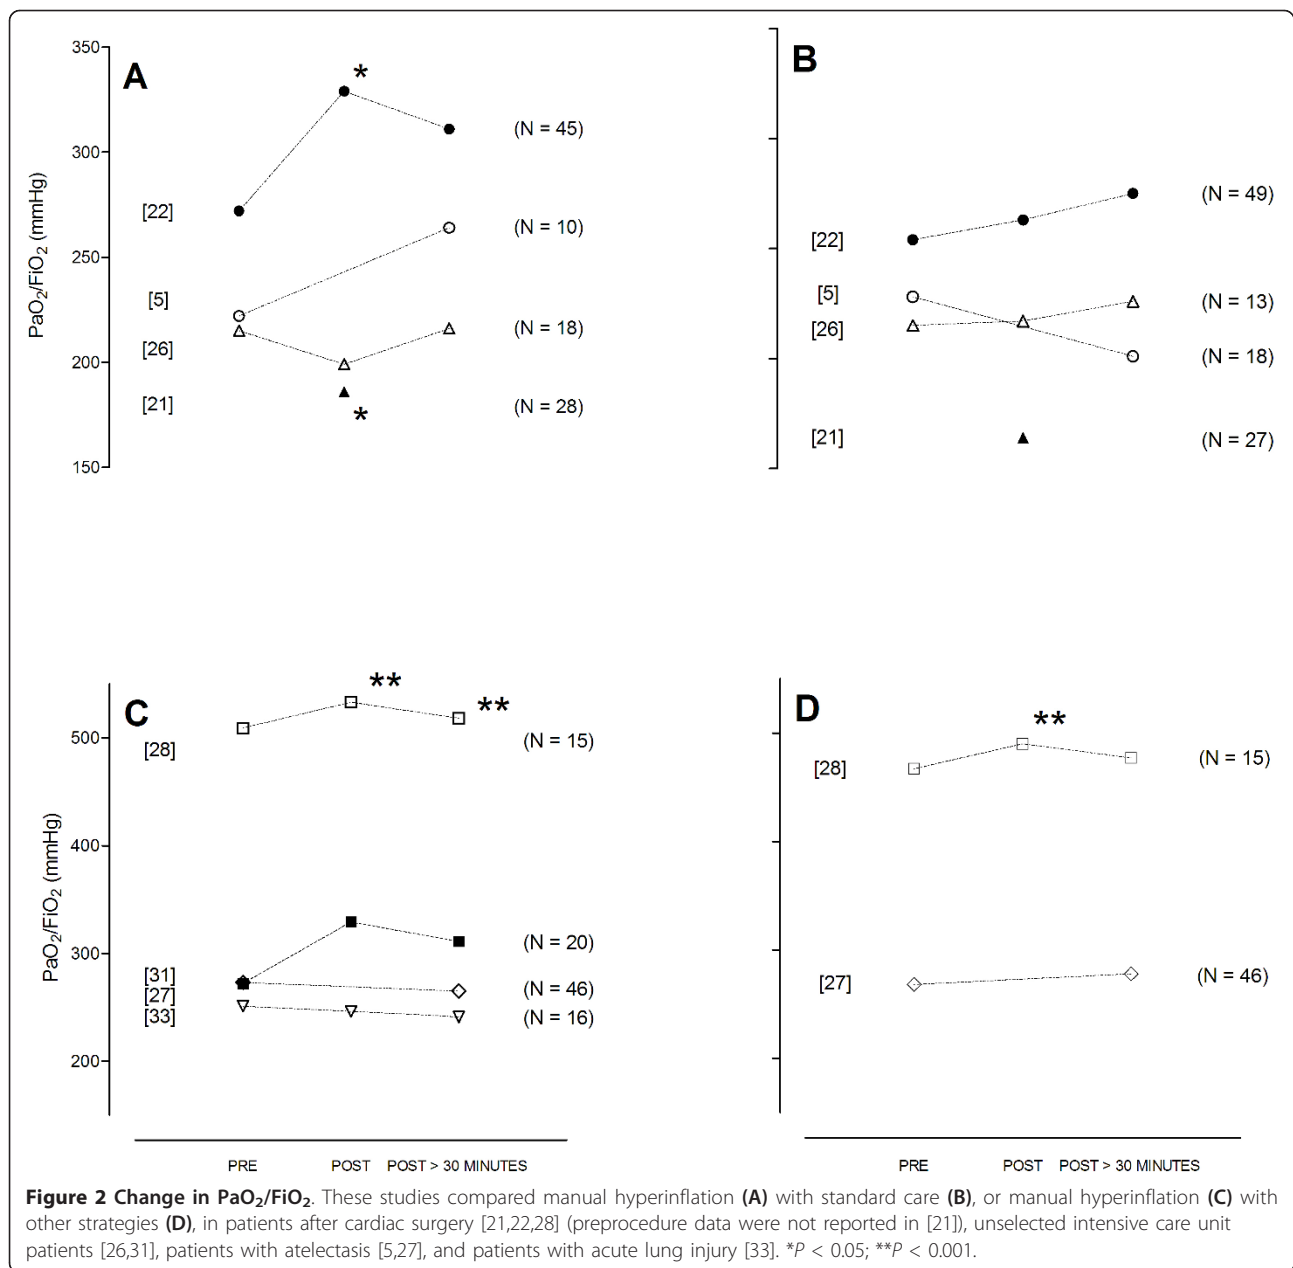 A
350
300
250
200
150
PaO2/FiO2 (mmHg)
*
[22]
(N = 45)
[5]
(N = 10)
[26]
(N = 18)
[21]
*
(N = 28)
B
[22]
(N = 49)
[5]
[26]
(N = 13)
(N = 18)
[21]
(N = 27)
C
500
400
300
200
PaO2/FiO2 (mmHg)
**
**
[28]
(N = 15)
[31]
(N = 20)
[27]
(N = 46)
[33]
(N = 16)
PRE POST POST > 30 MINUTES
D
**
[28]
(N = 15)
[27]
(N = 46)
PRE POST POST > 30 MINUTES
Figure 2 Change in PaO2/FiO2. These studies compared manual hyperinflation (A) with standard care (B), or manual hyperinflation (C) with
other strategies (D), in patients after cardiac surgery [21,22,28] (preprocedure data were not reported in [21]), unselected intensive care unit
patients [26,31], patients with atelectasis [5,27], and patients with acute lung injury [33]. *P < 0.05; **P < 0.001.